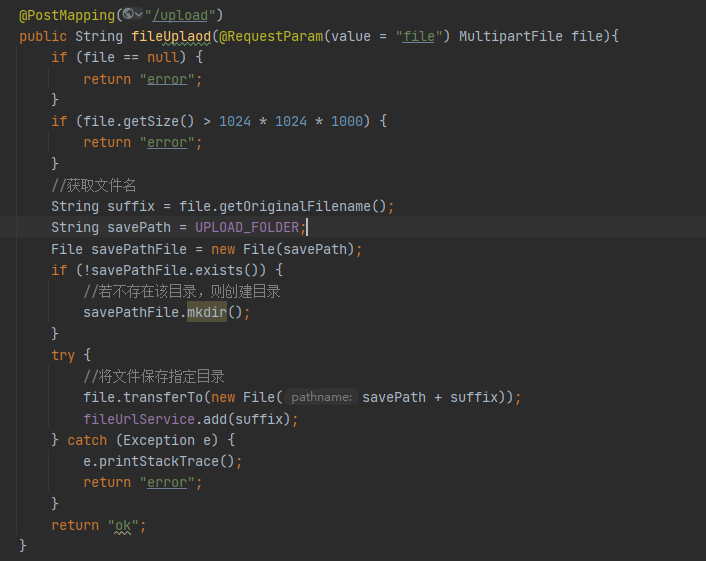 @PostMapping("/upload")
public String fileUplaod(@RequestParam(value = "file") MultipartFile file){
if (file == null) {
return "error";
}
if (file.getSize() > 1024 * 1024 * 1000) {
return "error";
}
//获取文件名
String suffix = file.getOriginalFilename();
String savePath = UPLOAD_FOLDER;
File savePathFile = new File(savePath);
if (!savePathFile.exists()) {
//若不存在该目录，则创建目录
savePathFile.mkdir();
}
try {
//将文件保存指定目录
file.transferTo(new File( pathname: savePath + suffix));
fileUrlService.add(suffix);
} catch (Exception e) {
e.printStackTrace();
return "error";
}
return "ok";
}